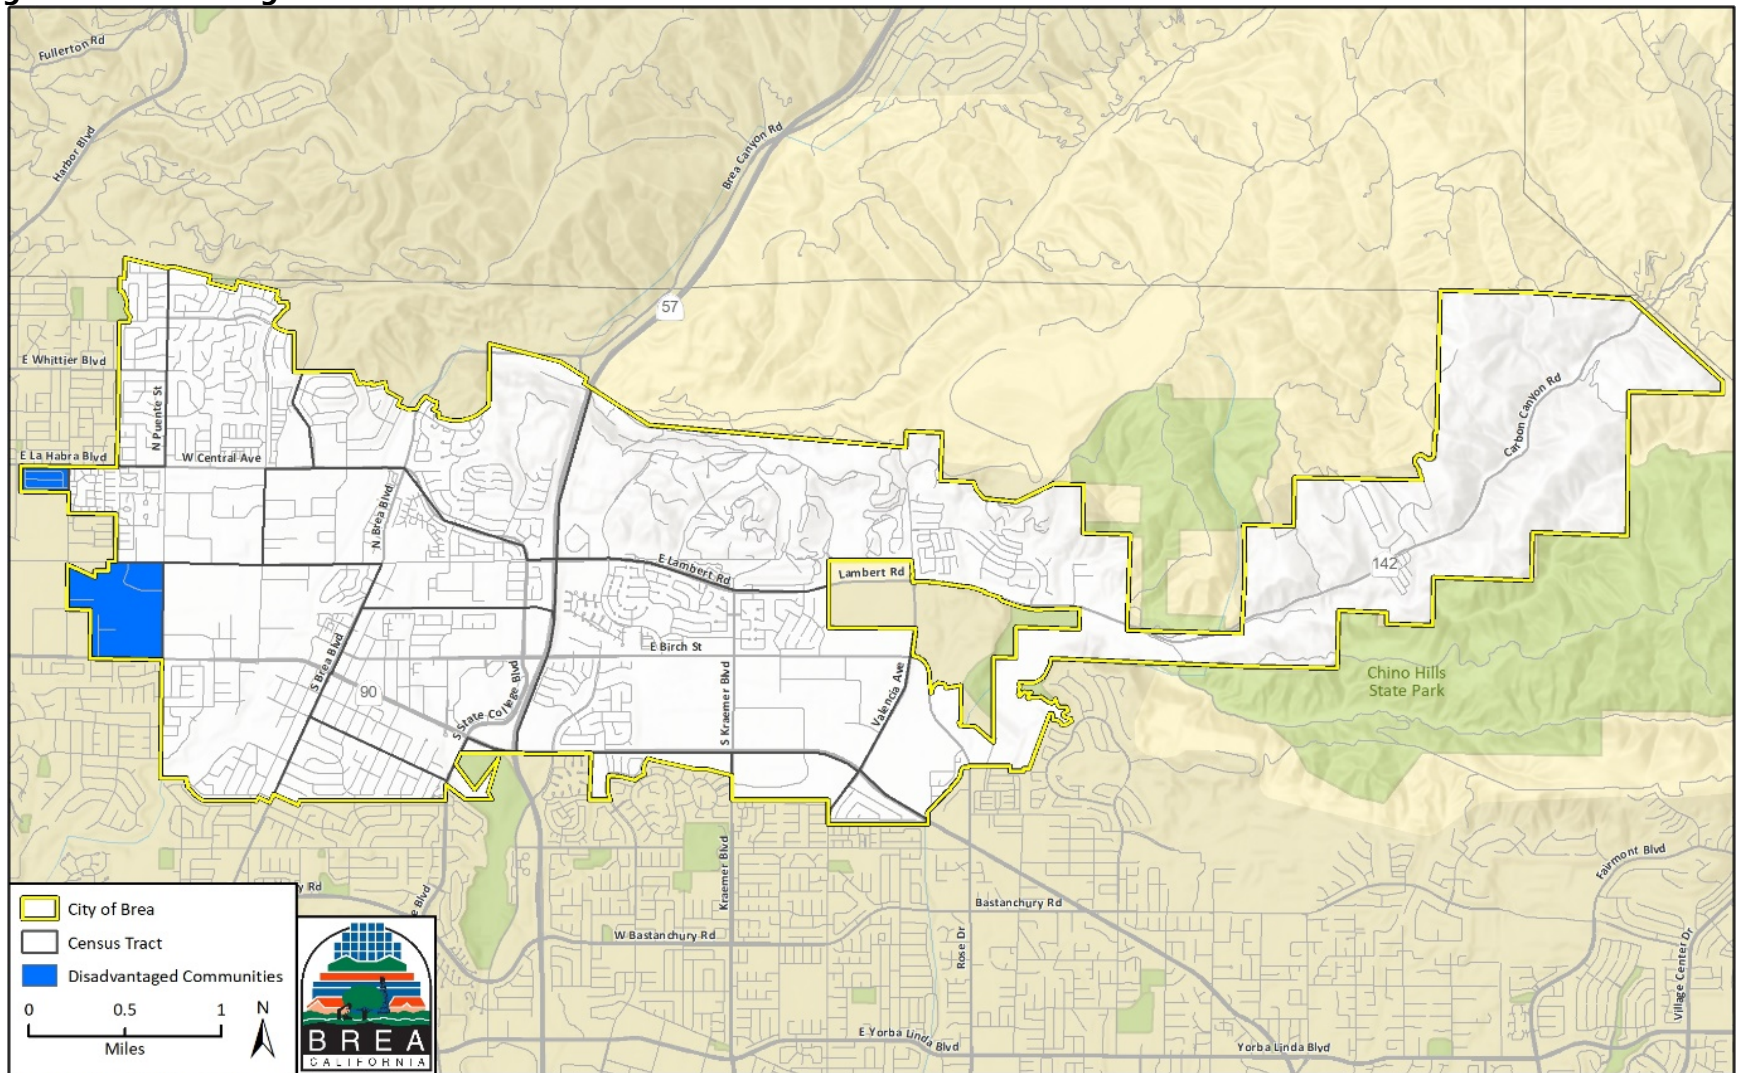 Fullerton Rd
Harbor Blvd
Brea Canyon Rd
57
E Whittier Blvd
N Puente St
E La Habra Blvd
W Central Ave
N Brea Blvd
Carbon Canyon Rd
142
E Lambert Rd
Lambert Rd
E Birch St
S Brea Blvd
90
S State College Blvd
S Kraemer Blvd
Valencia Ave
Chino Hills
State Park
Kraemer Blvd
Fairmont Blvd
Rd
Blvd
Bastanchury Rd
W Bastanchury Rd
Rose Dr
Village Center Dr
E Yorba Linda Blvd
Yorba Linda Blvd
City of Brea
Census Tract
Disadvantaged Communities
0 0.5 1
Miles
N
BREA
CALIFORNIA